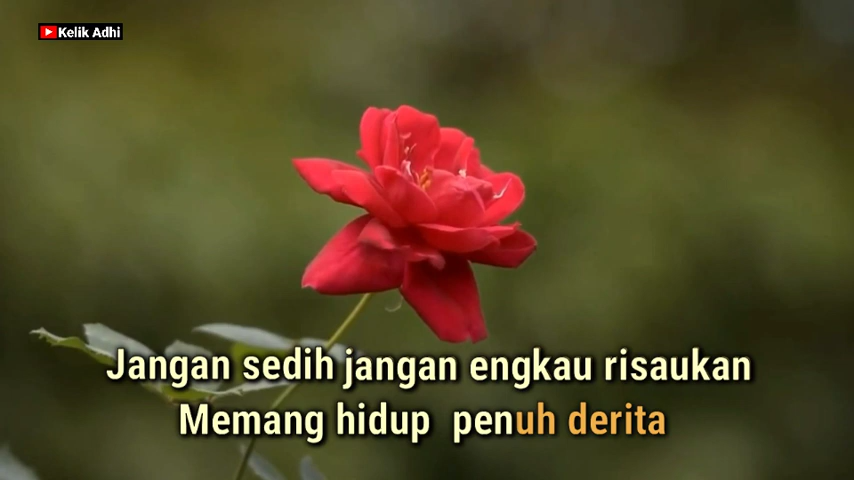 Kelik Adhi
Jangan sedih jangan engkau risaukan
Memang hidup penuh derita